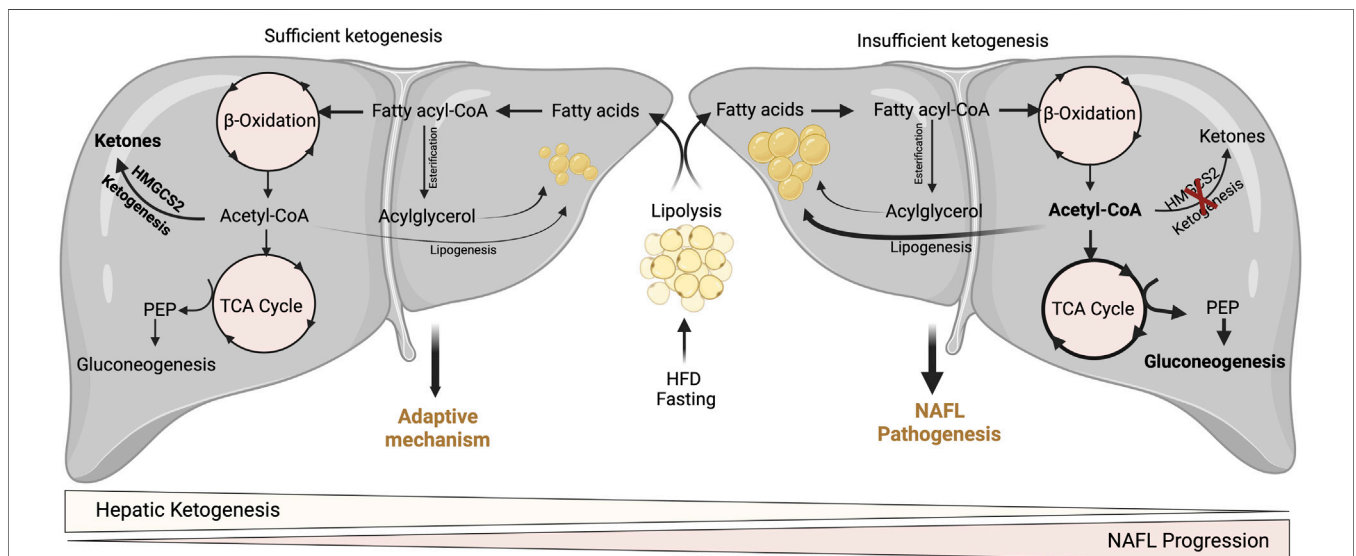 Sufficient ketogenesis
Insufficient ketogenesis
β-Oxidation
Fatty acyl-CoA
Fatty acids
Ketones
HMGCS2
Ketogenesis
Esterification
Acetyl-CoA
Acylglycerol
Lipogenesis
TCA Cycle
PEP
Gluconeogenesis
Adaptive
mechanism
Lipolysis
HFD
Fasting
Fatty acids
Fatty acyl-CoA
β-Oxidation
Ketones
HMGCS2
Ketogenesis
Esterification
Acylglycerol
Acetyl-CoA
Lipogenesis
TCA Cycle
PEP
Gluconeogenesis
NAFL
Pathogenesis
Hepatic Ketogenesis
NAFL Progression